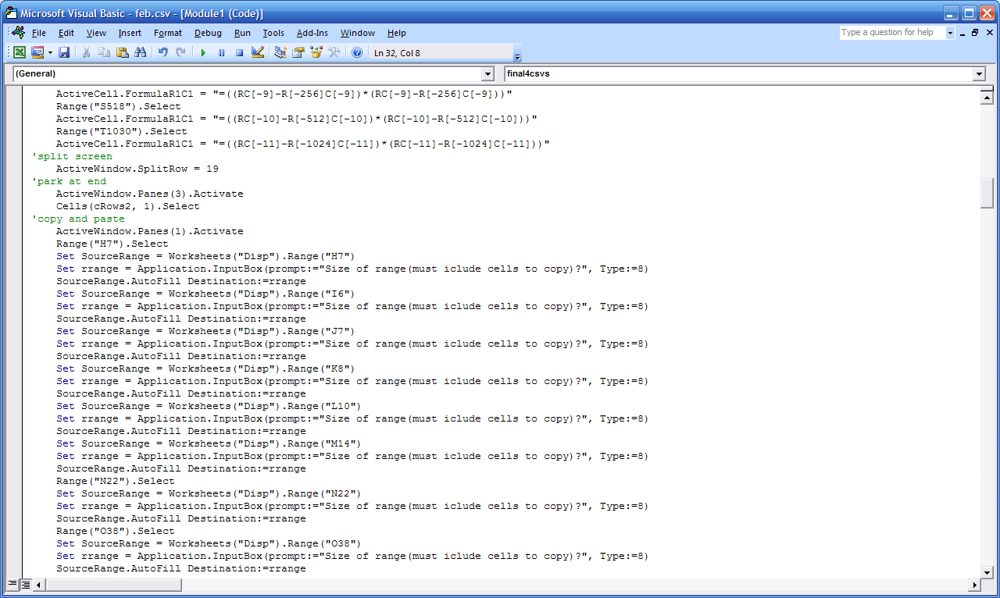 Microsoft Visual Basic - feb.csv - [Module1 (Code)]
File Edit View Insert Format Debug Run Tools Add-Ins Window Help
Type a question for help
Ln 32, Col 8
(General)
final4csvs
ActiveCell.FormulaR1C1 = "=((RC[-9]-R[-256]C[-9])*(RC[-9]-R[-256]C[-9]))"
Range("S518").Select
ActiveCell.FormulaR1C1 = "=((RC[-10]-R[-512]C[-10])*(RC[-10]-R[-512]C[-10]))"
Range("T1030").Select
ActiveCell.FormulaR1C1 = "=((RC[-11]-R[-1024]C[-11])*(RC[-11]-R[-1024]C[-11]))"
'split screen
ActiveWindow.SplitRow = 19
'park at end
ActiveWindow.Panes(3).Activate
Cells(cRows2, 1).Select
'copy and paste
ActiveWindow.Panes(1).Activate
Range("H7").Select
Set SourceRange = Worksheets("Disp").Range("H7")
Set rrange = Application.InputBox(prompt:="Size of range(must iclude cells to copy)?", Type:=8)
SourceRange.AutoFill Destination:=rrange
Set SourceRange = Worksheets("Disp").Range("I6")
Set rrange = Application.InputBox(prompt:="Size of range(must iclude cells to copy)?", Type:=8)
SourceRange.AutoFill Destination:=rrange
Set SourceRange = Worksheets("Disp").Range("J7")
Set rrange = Application.InputBox(prompt:="Size of range(must iclude cells to copy)?", Type:=8)
SourceRange.AutoFill Destination:=rrange
Set SourceRange = Worksheets("Disp").Range("K8")
Set rrange = Application.InputBox(prompt:="Size of range(must iclude cells to copy)?", Type:=8)
SourceRange.AutoFill Destination:=rrange
Set SourceRange = Worksheets("Disp").Range("L10")
Set rrange = Application.InputBox(prompt:="Size of range(must iclude cells to copy)?", Type:=8)
SourceRange.AutoFill Destination:=rrange
Set SourceRange = Worksheets("Disp").Range("M14")
Set rrange = Application.InputBox(prompt:="Size of range(must iclude cells to copy)?", Type:=8)
SourceRange.AutoFill Destination:=rrange
Range("N22").Select
Set SourceRange = Worksheets("Disp").Range("N22")
Set rrange = Application.InputBox(prompt:="Size of range(must iclude cells to copy)?", Type:=8)
SourceRange.AutoFill Destination:=rrange
Range("O38").Select
Set SourceRange = Worksheets("Disp").Range("O38")
Set rrange = Application.InputBox(prompt:="Size of range(must iclude cells to copy)?", Type:=8)
SourceRange.AutoFill Destination:=rrange